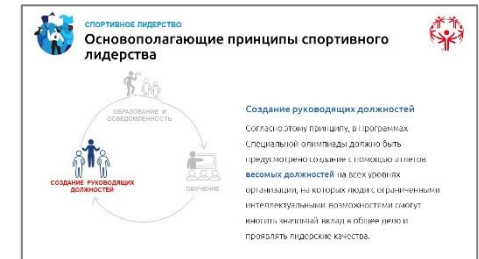 СПОРТИВНОЕ ЛИДЕРСТВО
Основополагающие принципы спортивного
лидерства
ОБРАЗОВАНИЕ И
ОСВЕДОМЛЕННОСТЬ
СОЗДАНИЕ РУКОВОДЯЩИХ
ДОЛЖНОСТЕЙ
ОБУЧЕНИЕ
Создание руководящих должностей
Согласно этому принципу, в Программах
Специальной олимпиады должно быть
предусмотрено создание с помощью атлетов
весомых должностей на всех уровнях
организации, на которых люди с ограниченными
интеллектуальными возможностями смогут
вносить значимый вклад в общее дело и
проявлять лидерские качества.